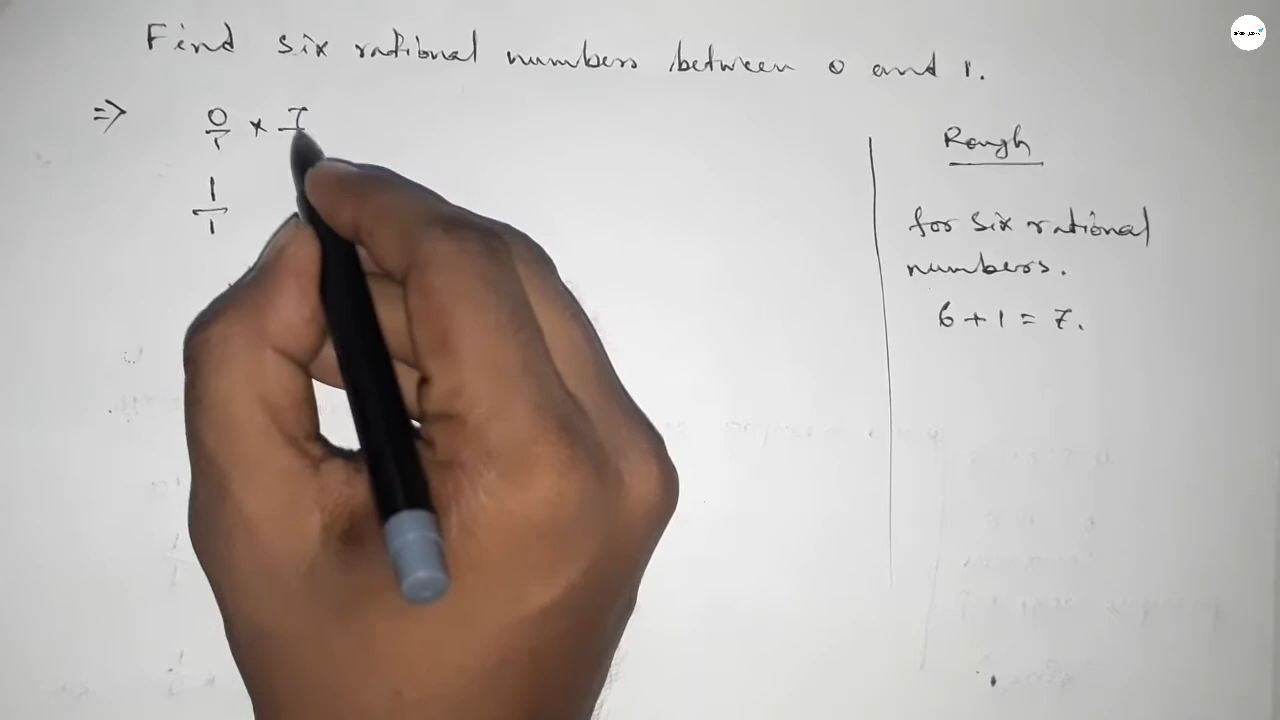 Find six rational numbers between 0 and 1.
⇒ 0/1 × 7
1/1
Rough
for six rational
numbers.
6 + 1 = 7.